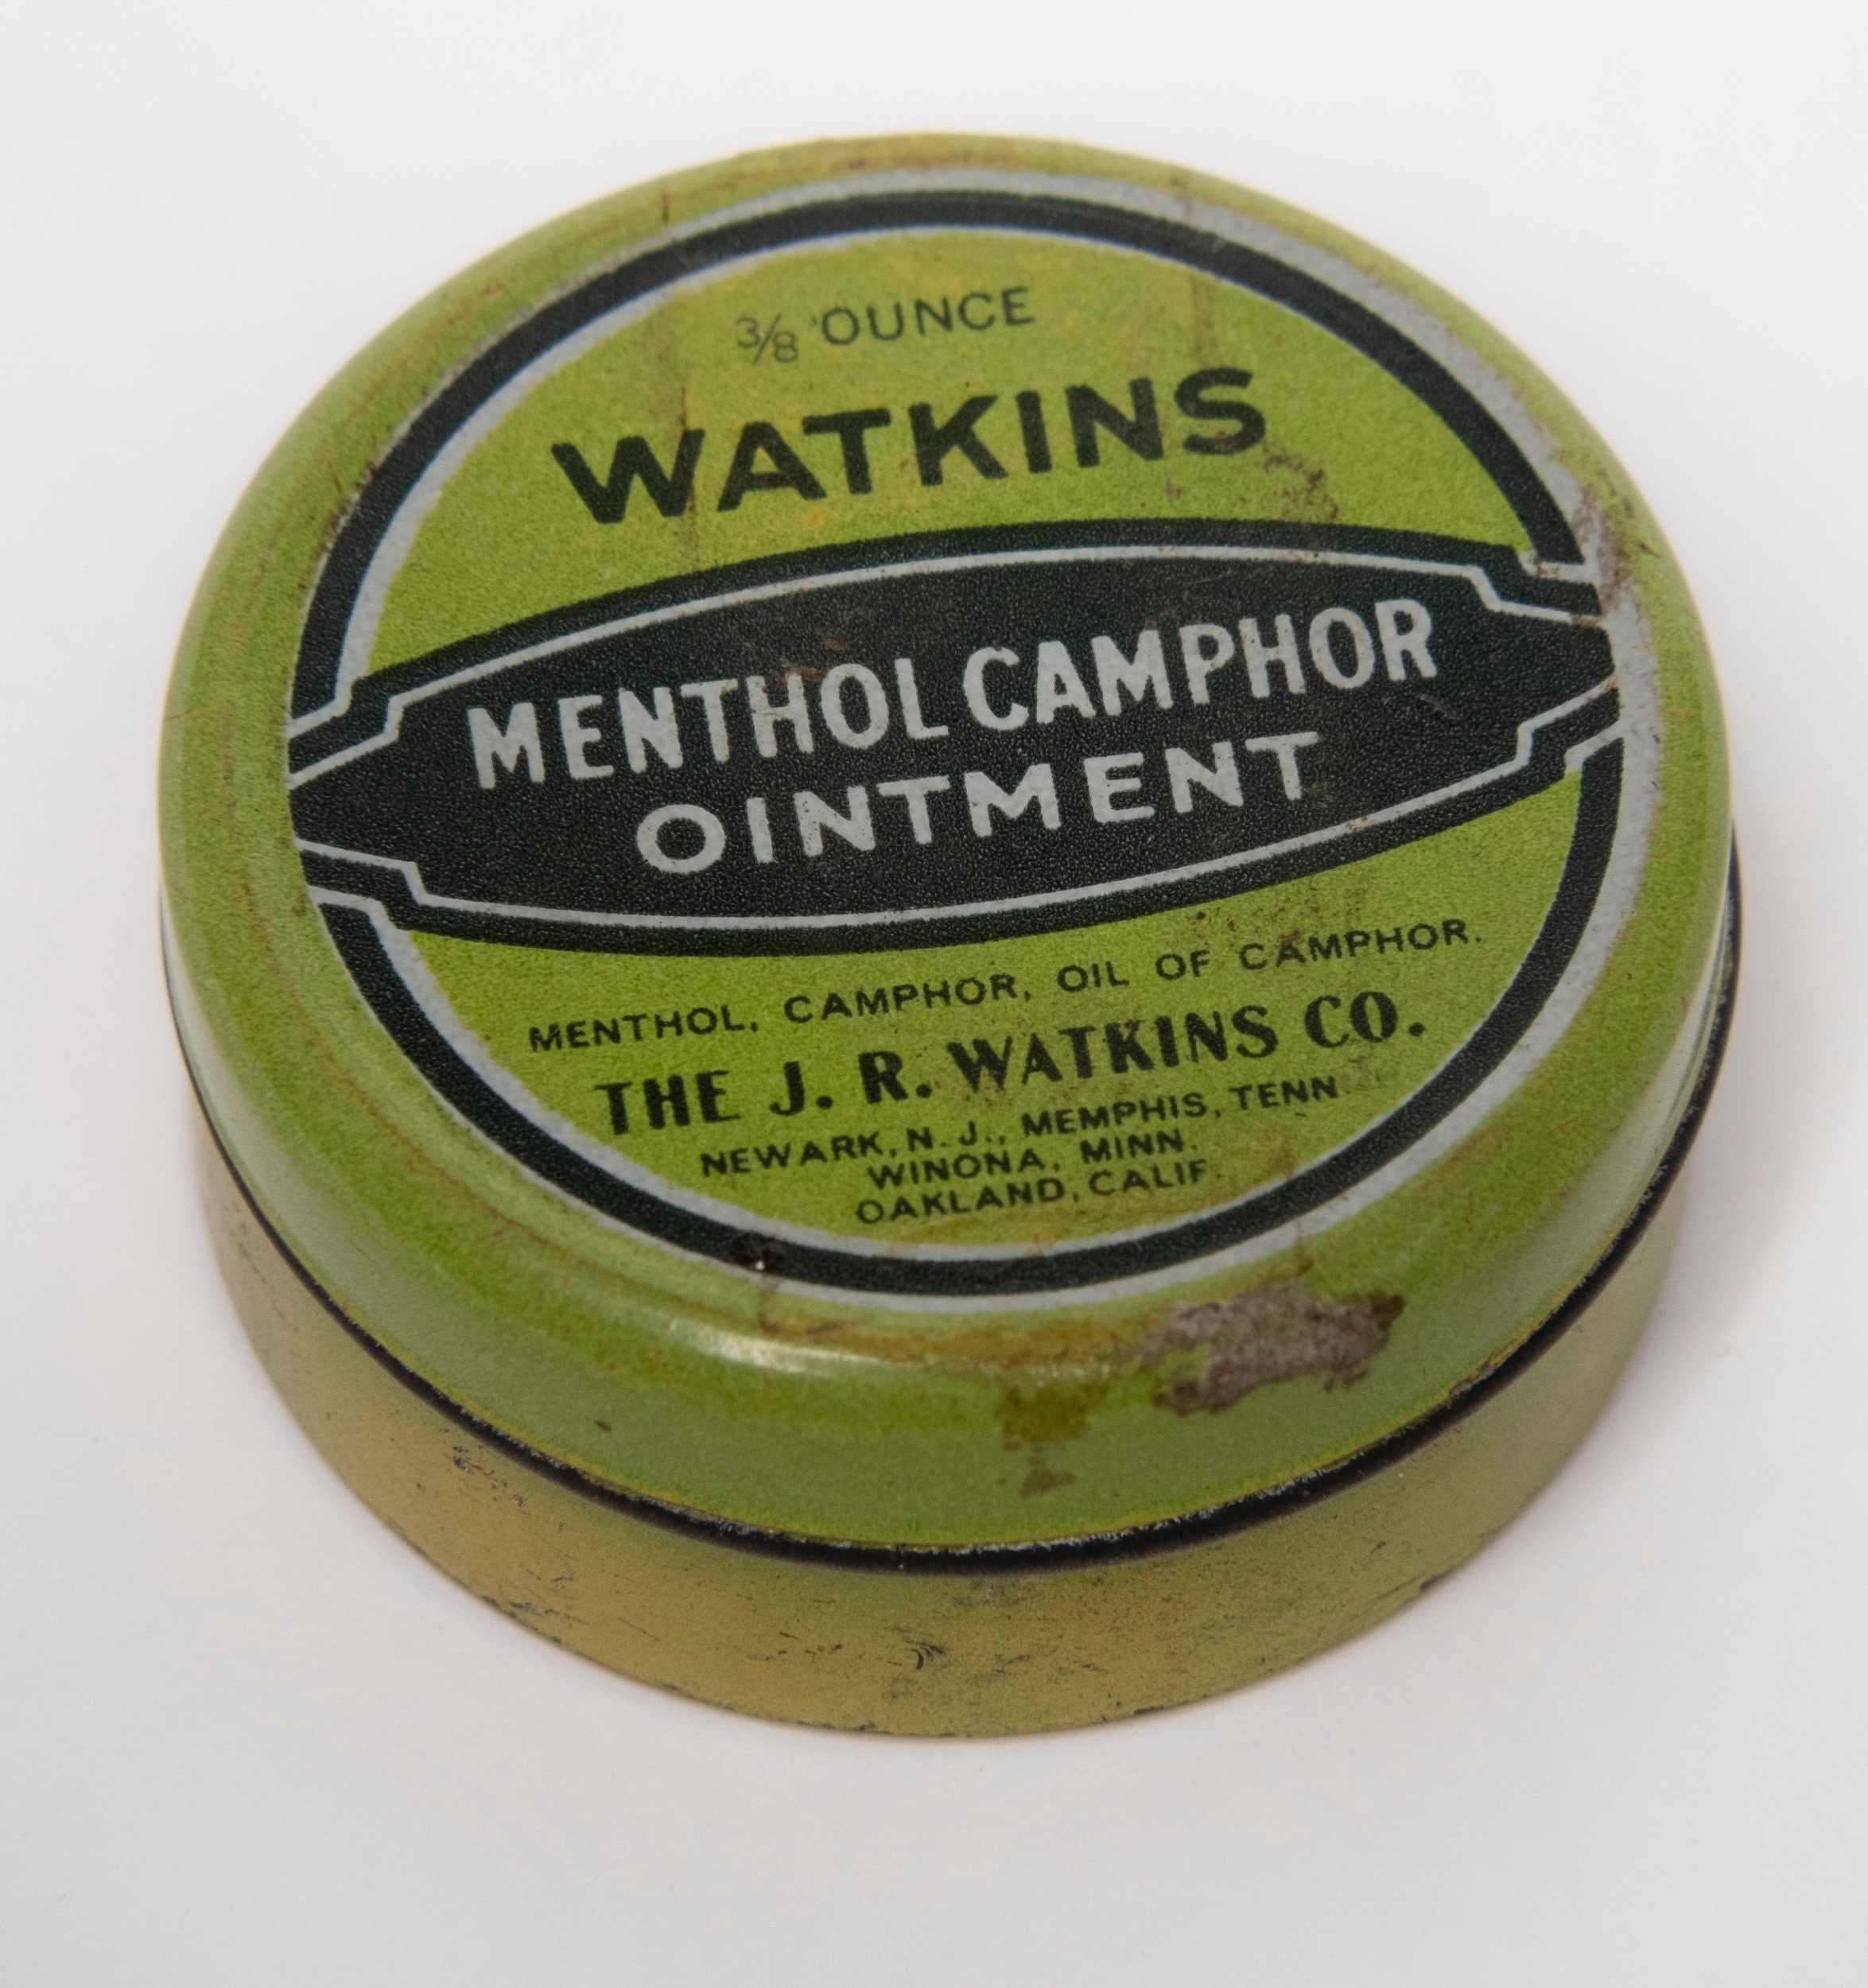 3/8 OUNCE
WATKINS
MENTHOL CAMPHOR
OINTMENT
MENTHOL, CAMPHOR, OIL OF CAMPHOR.
THE J. R. WATKINS CO.
NEWARK, N. J., MEMPHIS, TENN.
WINONA, MINN.
OAKLAND, CALIF.